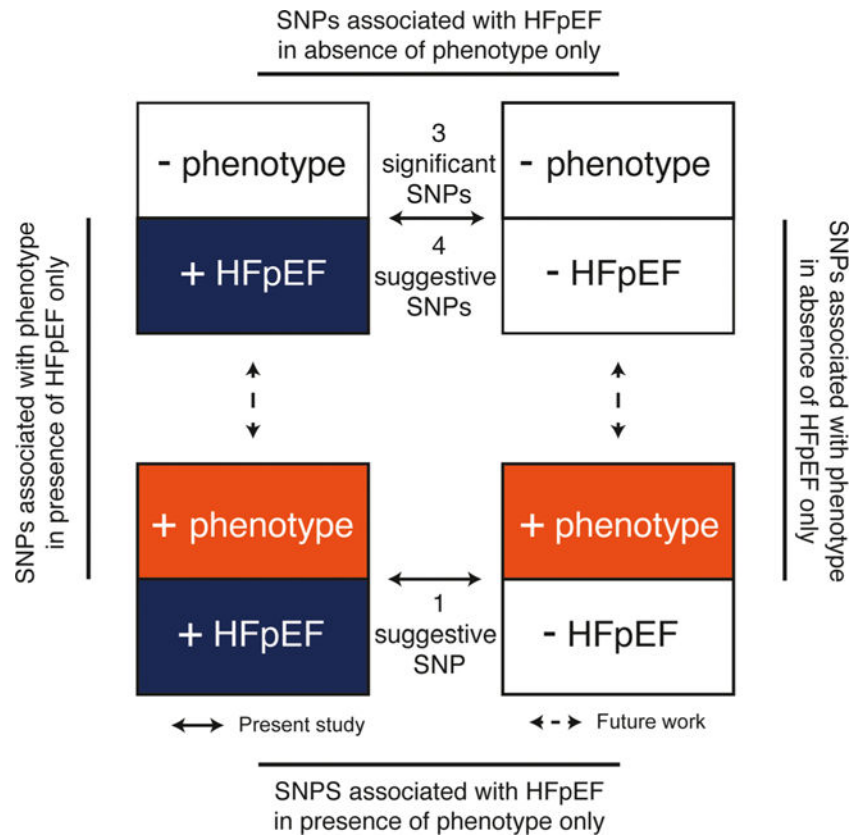 SNPs associated with HFpEF
in absence of phenotype only
- phenotype
+ HFpEF
3
significant
SNPs
4
suggestive
SNPs
- phenotype
- HFpEF
SNPs associated with phenotype
in presence of HFpEF only
SNPs associated with phenotype
in absence of HFpEF only
+ phenotype
+ HFpEF
1
suggestive
SNP
+ phenotype
- HFpEF
Present study
Future work
SNPS associated with HFpEF
in presence of phenotype only